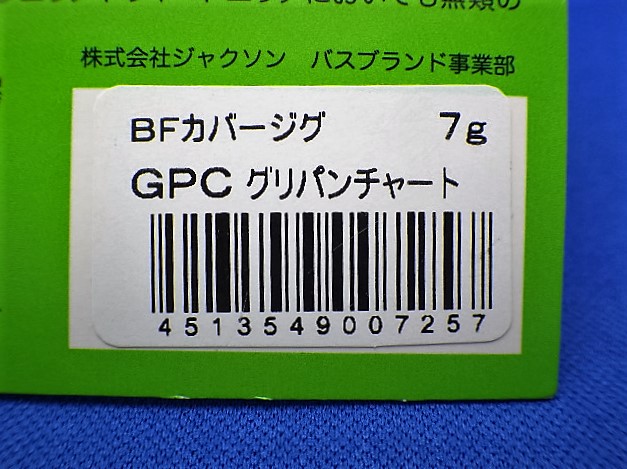 株式会社ジャクソン バスブランド事業部
BFカバージグ 7g
GPC グリパンチャート
4513549007257